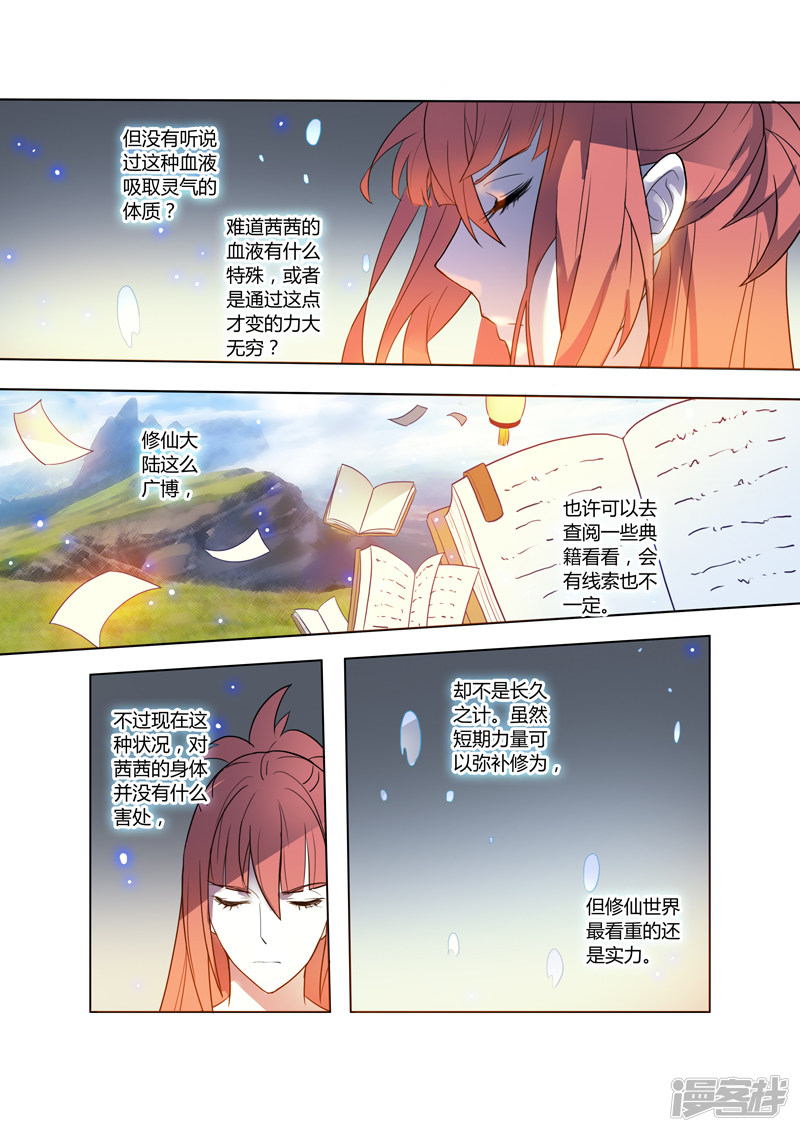 但没有听说
过这种血液
吸取灵气的
体质？
难道茜茜的
血液有什么
特殊，或者
是通过这点
才变的力大
无穷？
修仙大
陆这么
广博，
也许可以去
查阅一些典
籍看看，会
有线索也不
一定。
不过现在这
种状况，对
茜茜的身体
并没有什么
害处，
却不是长久
之计。虽然
短期力量可
以弥补修为，
但修仙世界
最看重的还
是实力。
漫客栈